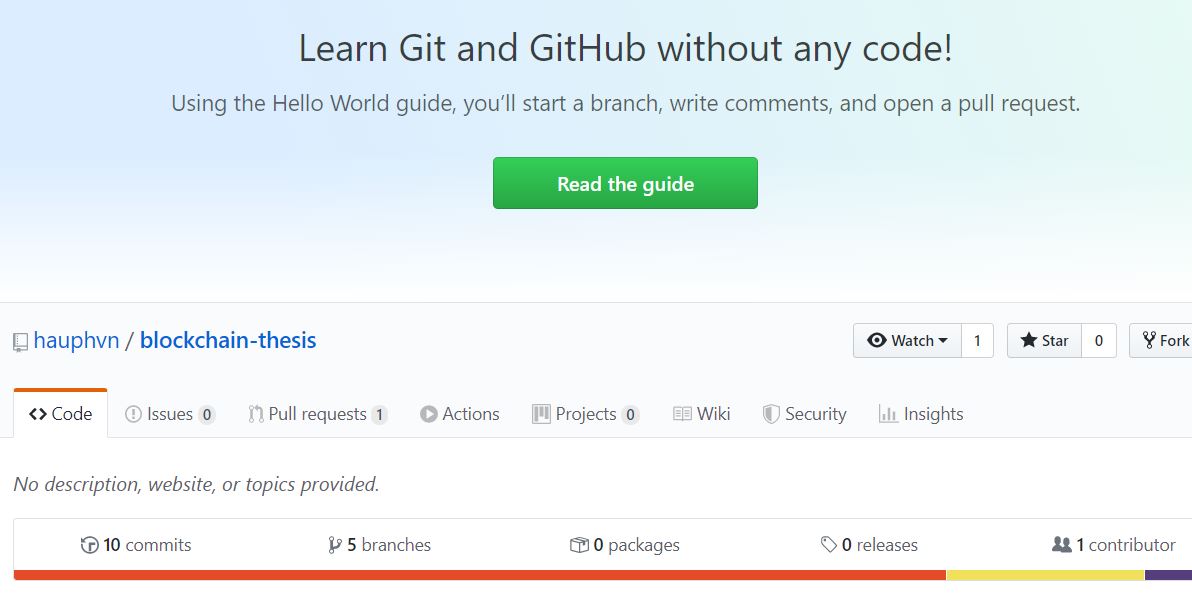 Learn Git and GitHub without any code!
Using the Hello World guide, you’ll start a branch, write comments, and open a pull request.
Read the guide
hauphvn / blockchain-thesis
Watch 1 Star 0 Fork
Code Issues 0 Pull requests 1 Actions Projects 0 Wiki Security Insights
No description, website, or topics provided.
10 commits 5 branches 0 packages 0 releases 1 contributor